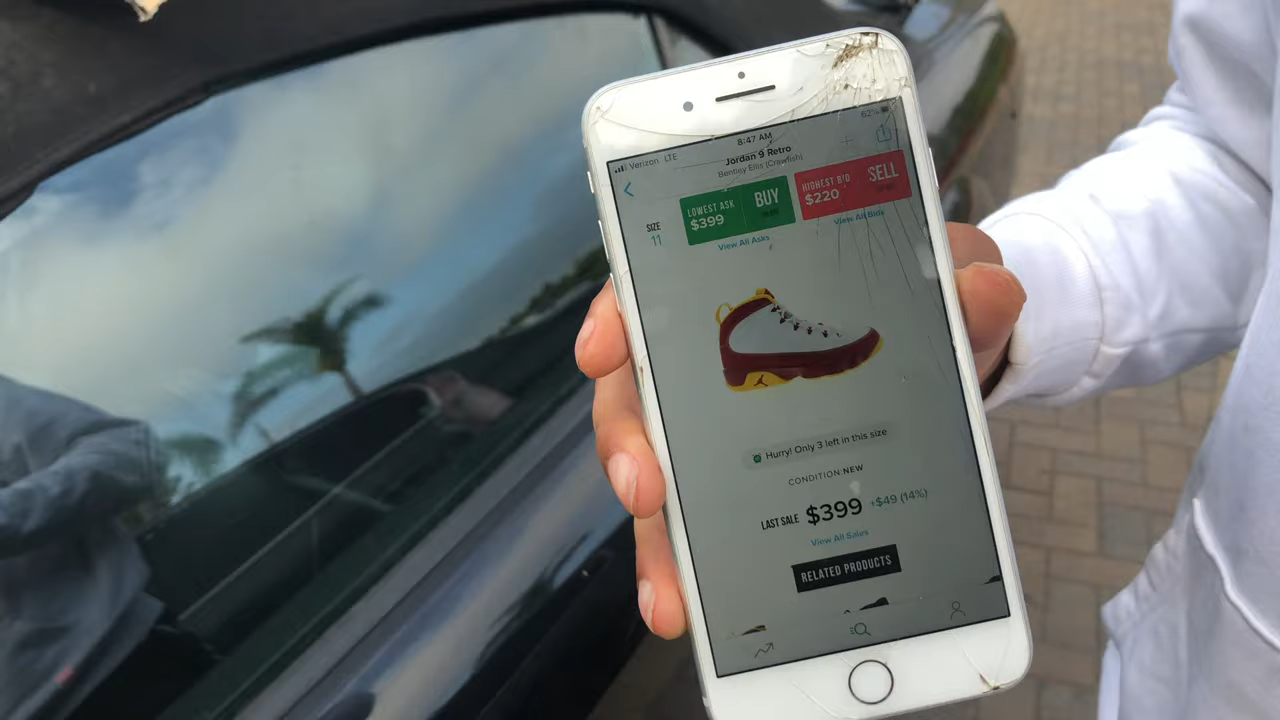 Verizon LTE
8:47 AM
62%
Jordan 9 Retro
Bentley Ellis (Crawfish)
SIZE
11
LOWEST ASK
$399
BUY
View All Asks
HIGHEST BID
$220
SELL
View All Bids
Hurry! Only 3 left in this size
CONDITION: NEW
LAST SALE $399 +$49 (14%)
View All Sales
RELATED PRODUCTS